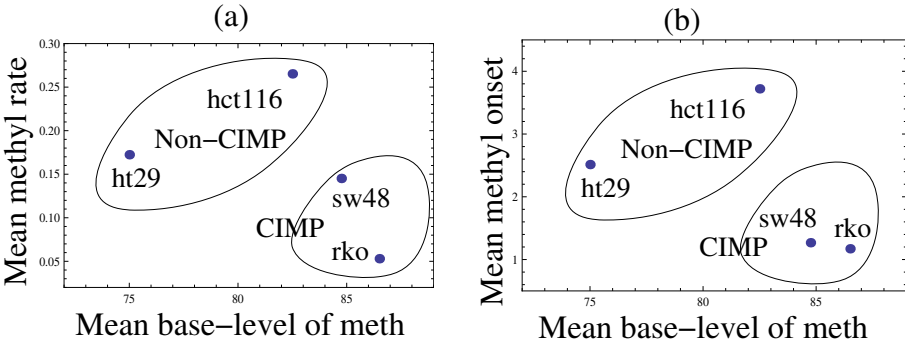 (a)
Mean methyl rate
0.30
0.25
0.20
0.15
0.10
0.05
hct116
Non−CIMP
ht29
sw48
CIMP
rko
75
80
85
Mean base−level of meth
(b)
Mean methyl onset
4
3
2
1
hct116
Non−CIMP
ht29
sw48
rko
CIMP
75
80
85
Mean base−level of meth